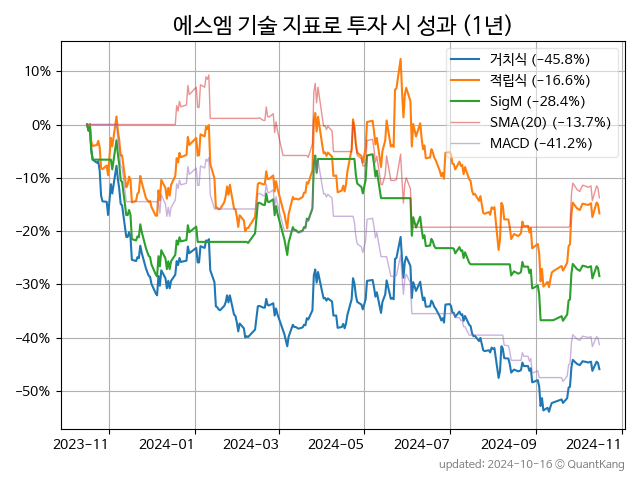 에스엠 기술 지표로 투자 시 성과 (1년)
거치식 (−45.8%)
적립식 (−16.6%)
SigM (−28.4%)
SMA(20) (−13.7%)
MACD (−41.2%)
10%
0%
−10%
−20%
−30%
−40%
−50%
2023-11
2024-01
2024-03
2024-05
2024-07
2024-09
2024-11
updated: 2024-10-16 © QuantKang